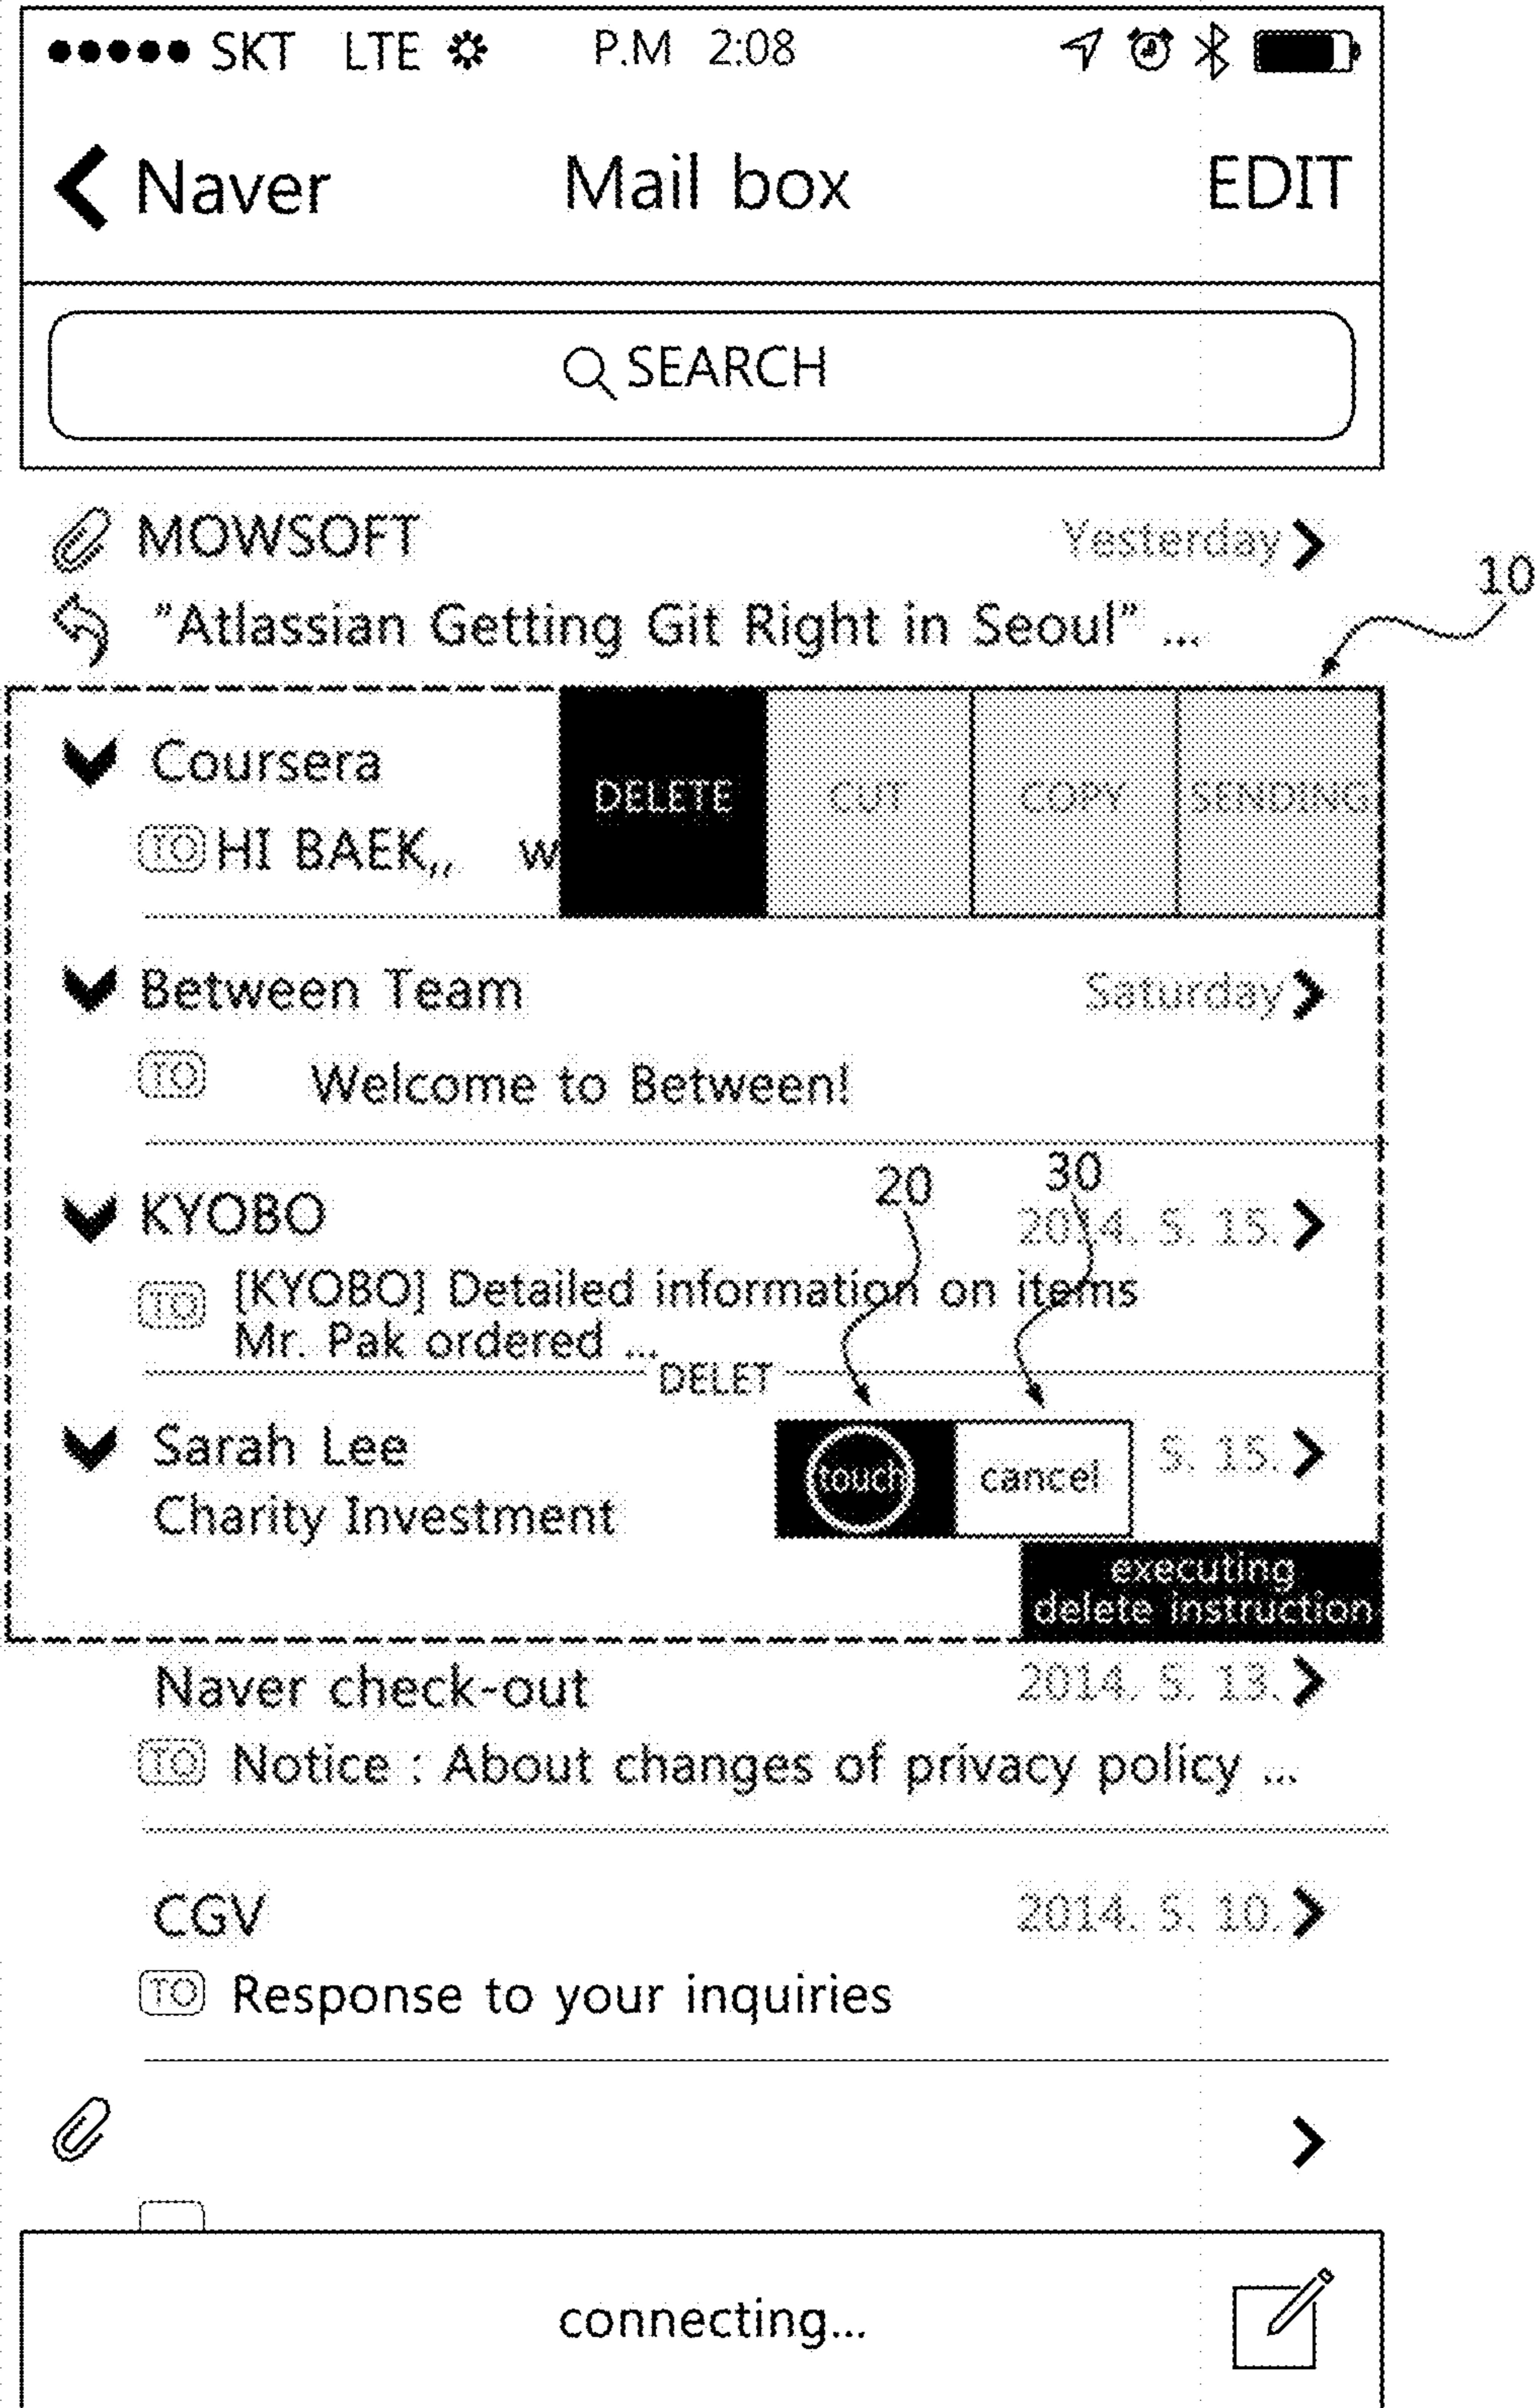 SKT LTE P.M 2:08
Naver Mail box EDIT
SEARCH
MOWSOFT Yesterday
"Atlassian Getting Git Right in Seoul" ...
10
Coursera DELETE CUT COPY SENDING
TO HI BAEK,, w
Between Team Saturday
TO Welcome to Between!
20 30
KYOBO 2014. S. 15.
TO [KYOBO] Detailed information on items
Mr. Pak ordered ...
DELET
Sarah Lee touch cancel S. 15.
Charity Investment
executing
delete instruction
Naver check-out 2014. S. 13.
TO Notice : About changes of privacy policy ...
CGV 2014. S. 10.
TO Response to your inquiries
connecting...